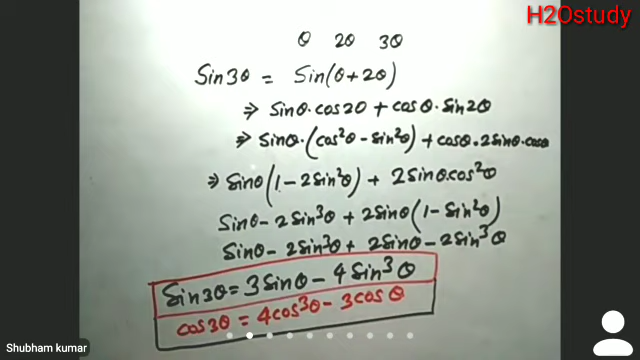 H2Ostudy
θ 2θ 3θ
Sin3θ = Sin(θ+2θ)
⇒ Sinθ.cos2θ + cosθ.Sin2θ
⇒ Sinθ.(cos²θ - sin²θ) + cosθ.2Sinθ.cosθ
⇒ Sinθ(1-2Sin²θ) + 2Sinθ.cos²θ
Sinθ - 2Sin³θ + 2Sinθ(1-Sin²θ)
Sinθ - 2Sin³θ + 2Sinθ - 2Sin³θ
Sin3θ = 3Sinθ - 4Sin³θ
cos3θ = 4cos³θ - 3cosθ
Shubham kumar